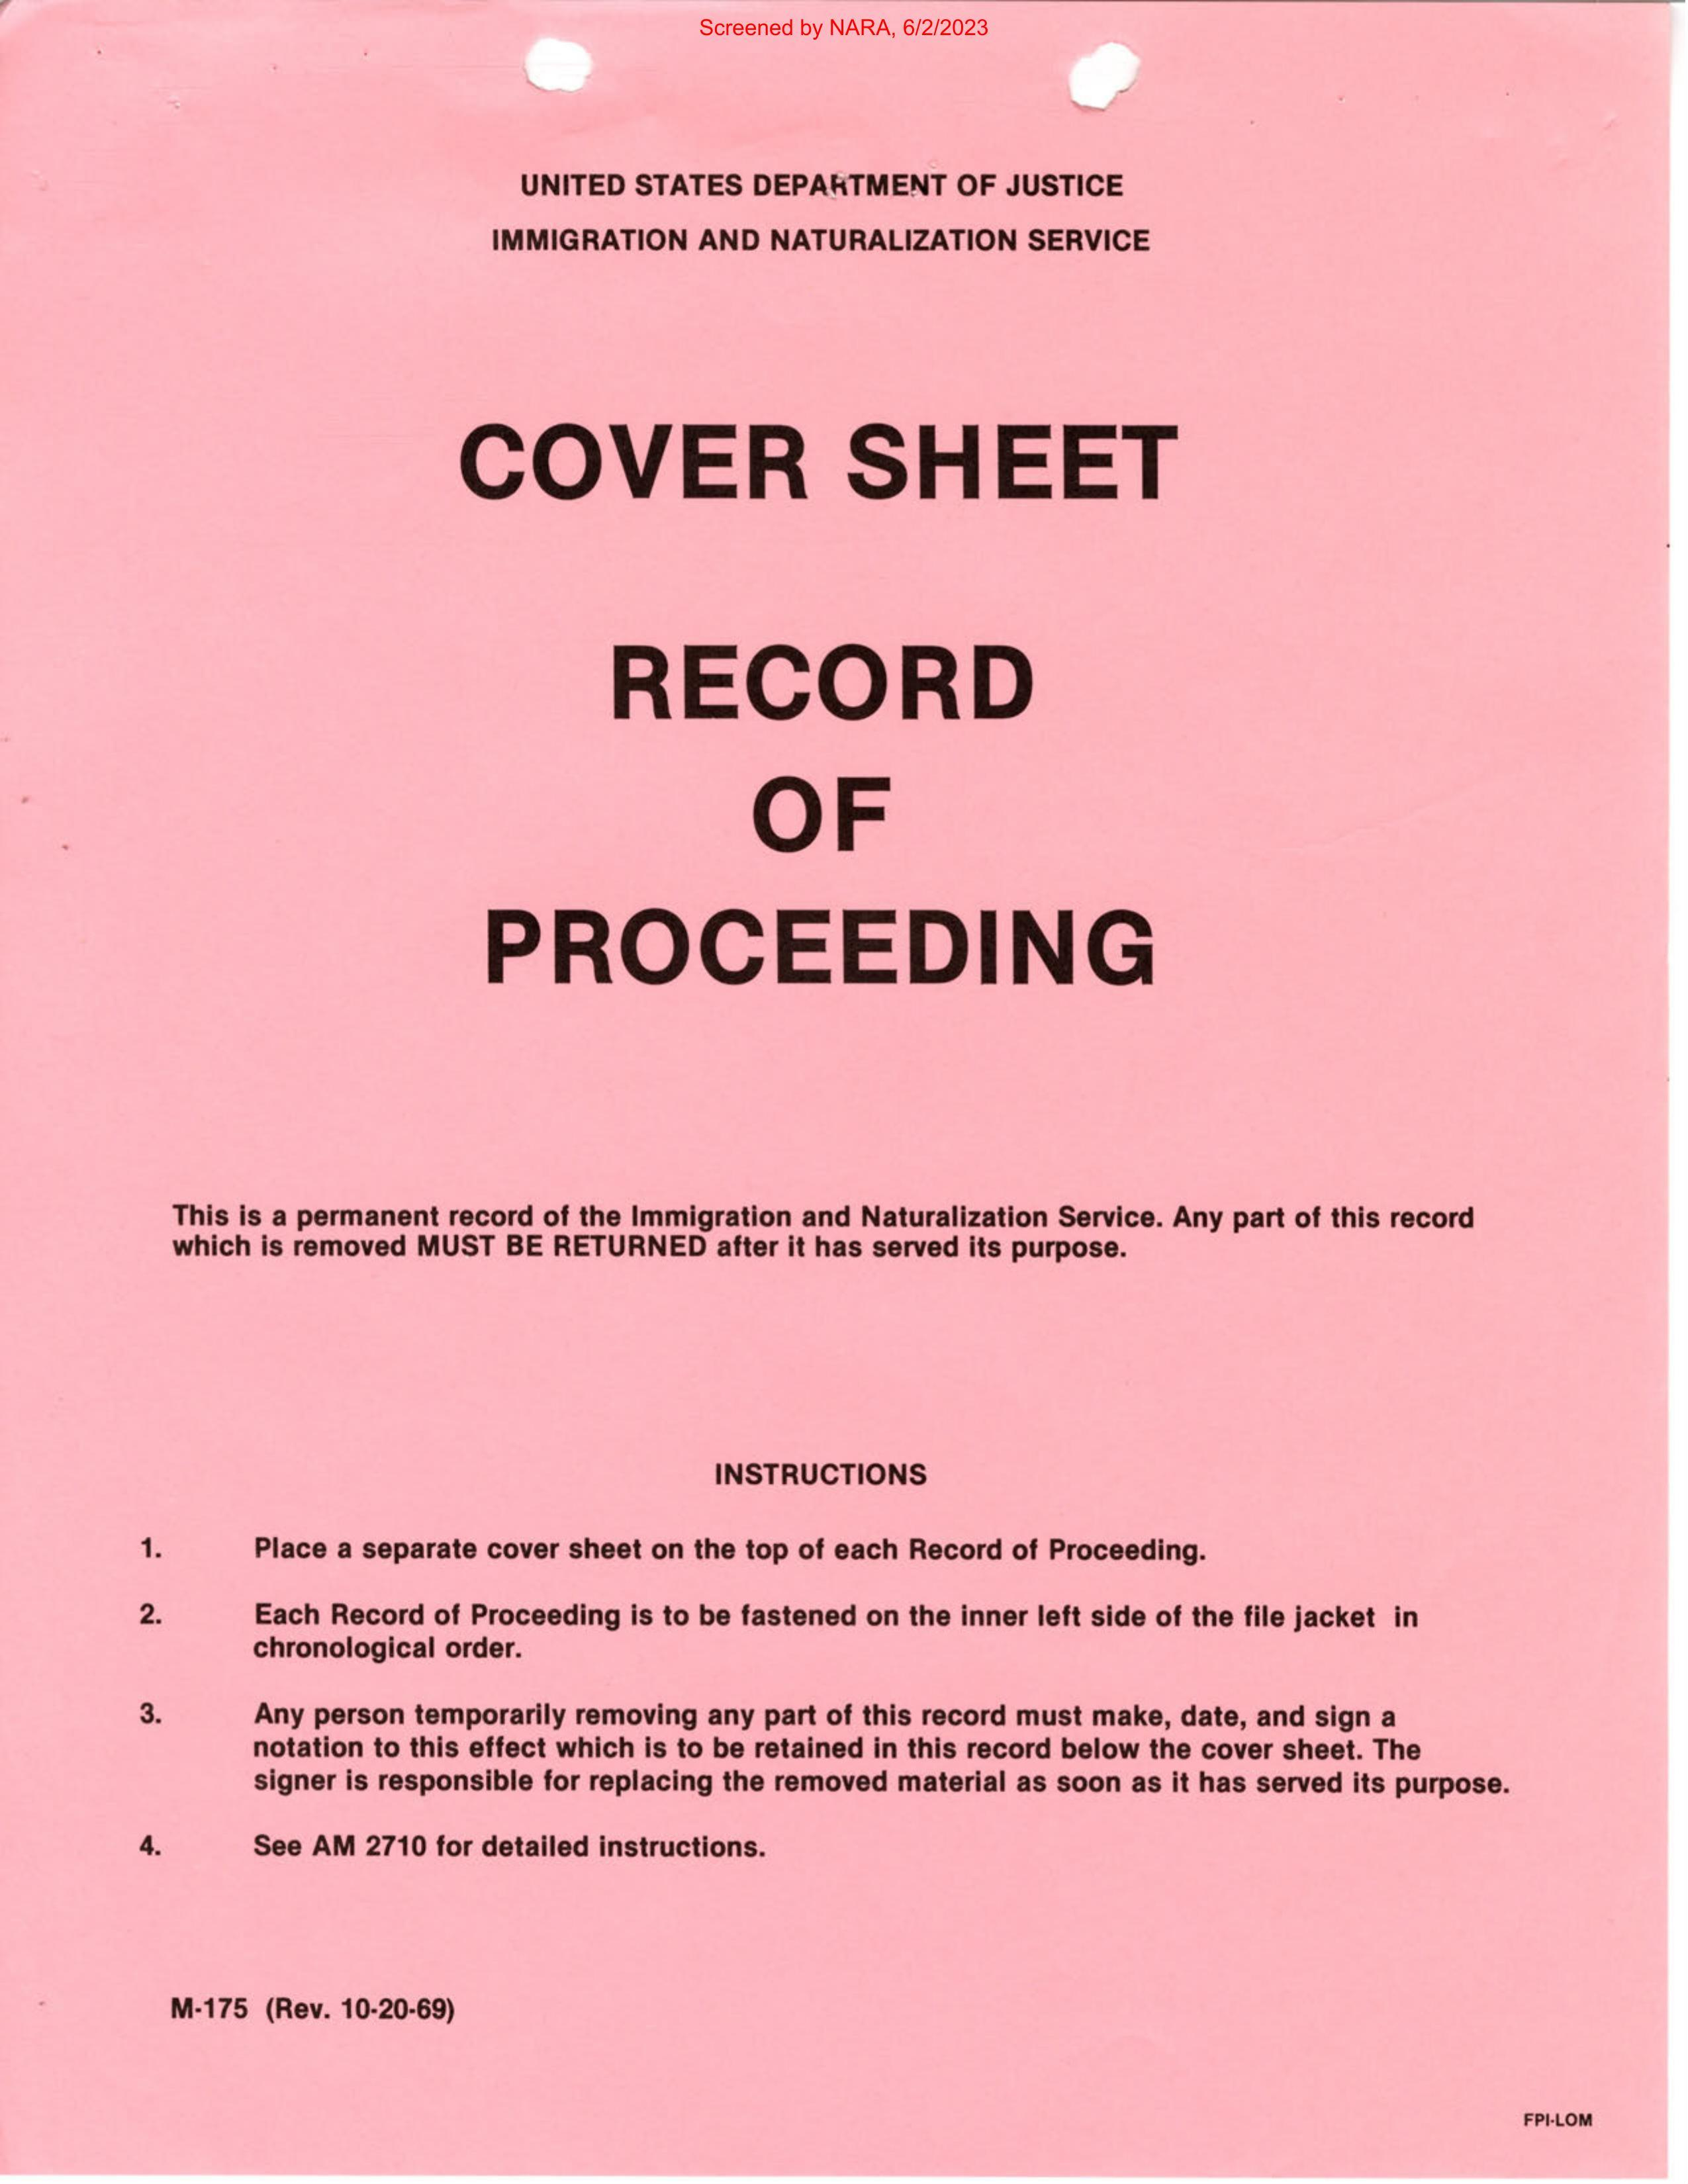 Screened by NARA, 6/2/2023
UNITED STATES DEPARTMENT OF JUSTICE
IMMIGRATION AND NATURALIZATION SERVICE
COVER SHEET
RECORD
OF
PROCEEDING
This is a permanent record of the Immigration and Naturalization Service. Any part of this record
which is removed MUST BE RETURNED after it has served its purpose.
INSTRUCTIONS
1. Place a separate cover sheet on the top of each Record of Proceeding.
2. Each Record of Proceeding is to be fastened on the inner left side of the file jacket in
chronological order.
3. Any person temporarily removing any part of this record must make, date, and sign a
notation to this effect which is to be retained in this record below the cover sheet. The
signer is responsible for replacing the removed material as soon as it has served its purpose.
4. See AM 2710 for detailed instructions.
M-175 (Rev. 10-20-69)
FPI-LOM